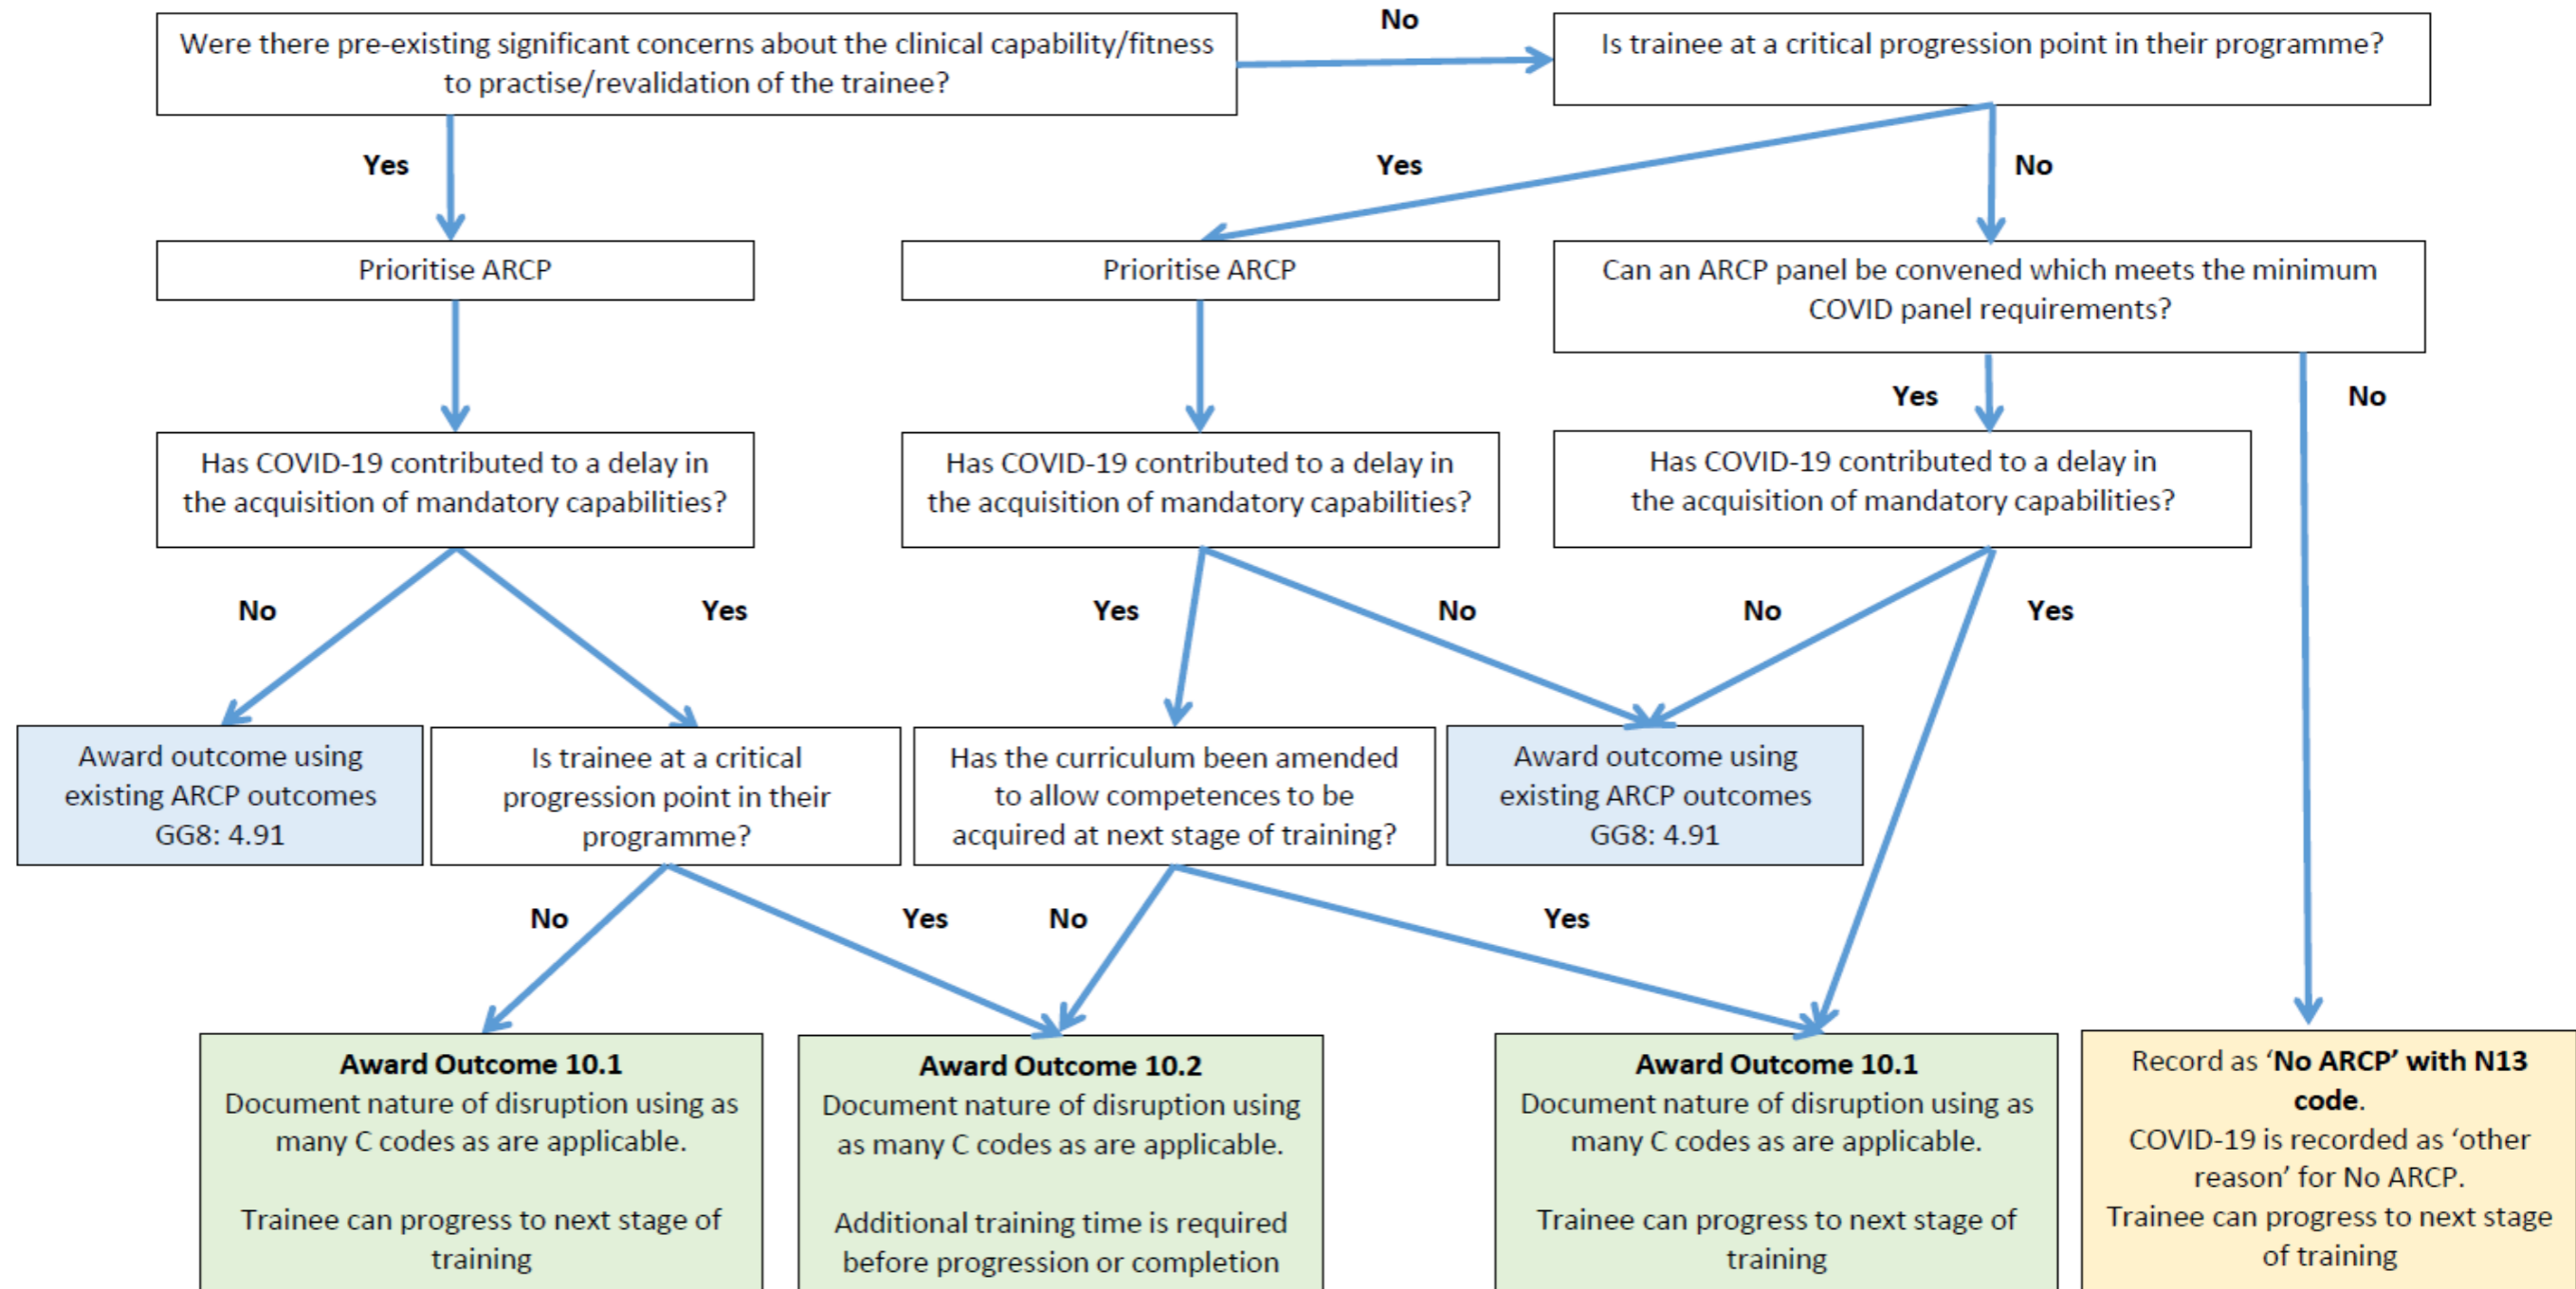 Were there pre-existing significant concerns about the clinical capability/fitness
to practise/revalidation of the trainee?
No
Is trainee at a critical progression point in their programme?
Yes
Yes
No
Prioritise ARCP
Prioritise ARCP
Can an ARCP panel be convened which meets the minimum
COVID panel requirements?
Yes
No
Has COVID-19 contributed to a delay in
the acquisition of mandatory capabilities?
Has COVID-19 contributed to a delay in
the acquisition of mandatory capabilities?
Has COVID-19 contributed to a delay in
the acquisition of mandatory capabilities?
No
Yes
Yes
No
No
Yes
Award outcome using
existing ARCP outcomes
GG8: 4.91
Is trainee at a critical
progression point in their
programme?
Has the curriculum been amended
to allow competences to be
acquired at next stage of training?
Award outcome using
existing ARCP outcomes
GG8: 4.91
No
Yes
No
Yes
Award Outcome 10.1
Document nature of disruption using as
many C codes as are applicable.
Trainee can progress to next stage of
training
Award Outcome 10.2
Document nature of disruption using
as many C codes as are applicable.
Additional training time is required
before progression or completion
Award Outcome 10.1
Document nature of disruption using as
many C codes as are applicable.
Trainee can progress to next stage of
training
Record as ‘No ARCP’ with N13
code.
COVID-19 is recorded as ‘other
reason’ for No ARCP.
Trainee can progress to next stage
of training